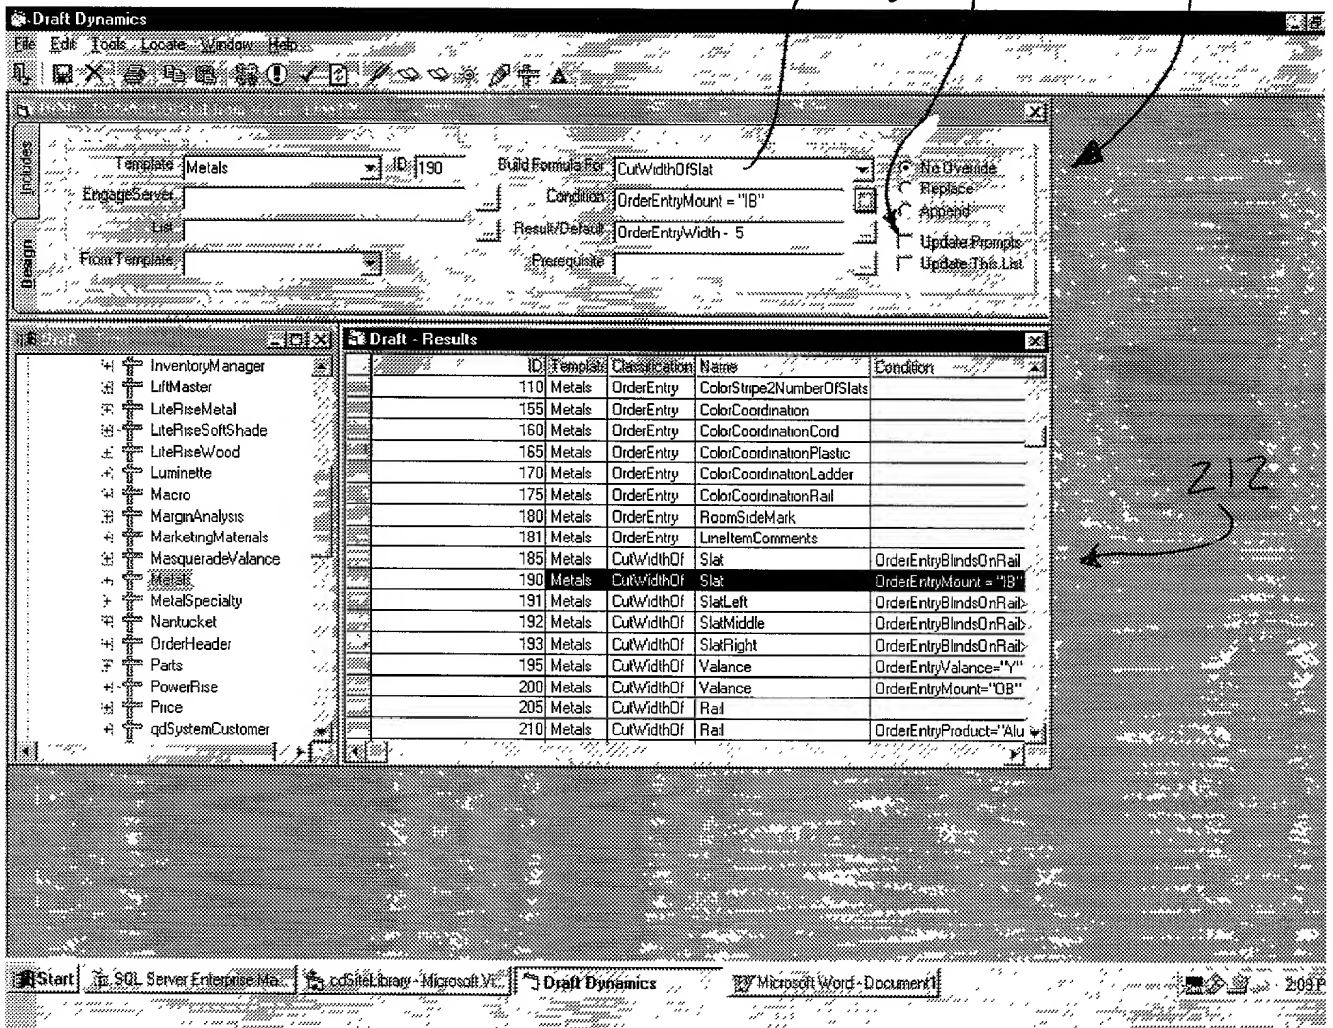 Draft Dynamics
File Edit Tools Locate Window Help
Includes
Design
Template Metals ID 190 Build Formula For CutWidthOfSlat No Override
EngageServer Condition OrderEntryMount = "IB" Replace
Append
List Result/Default OrderEntryWidth - 5 Update Prompts
From Template Prerequisite Update This List
Draft
InventoryManager
LiftMaster
LiteRiseMetal
LiteRiseSoftShade
LiteRiseWood
Luminette
Macro
MarginAnalysis
MarketingMaterials
MasqueradeValance
Metals
MetalSpecialty
Nantucket
OrderHeader
Parts
PowerRise
Price
qdSystemCustomer
Draft - Results
ID Template Classification Name Condition
110 Metals OrderEntry ColorStripe2NumberOfSlats
155 Metals OrderEntry ColorCoordination
160 Metals OrderEntry ColorCoordinationCord
165 Metals OrderEntry ColorCoordinationPlastic
170 Metals OrderEntry ColorCoordinationLadder
175 Metals OrderEntry ColorCoordinationRail
180 Metals OrderEntry RoomSideMark
181 Metals OrderEntry LineItemComments
185 Metals CutWidthOf Slat OrderEntryBlindsOnRail
190 Metals CutWidthOf Slat OrderEntryMount = "IB"
191 Metals CutWidthOf SlatLeft OrderEntryBlindsOnRail>
192 Metals CutWidthOf SlatMiddle OrderEntryBlindsOnRail>
193 Metals CutWidthOf SlatRight OrderEntryBlindsOnRail>
195 Metals CutWidthOf Valance OrderEntryValance="Y"
200 Metals CutWidthOf Valance OrderEntryMount="OB"
205 Metals CutWidthOf Rail
210 Metals CutWidthOf Rail OrderEntryProduct="Alu
212
Start SQL Server Enterprise Ma... - Microsoft Vi... Draft Dynamics Microsoft Word - Document1 2:09 P